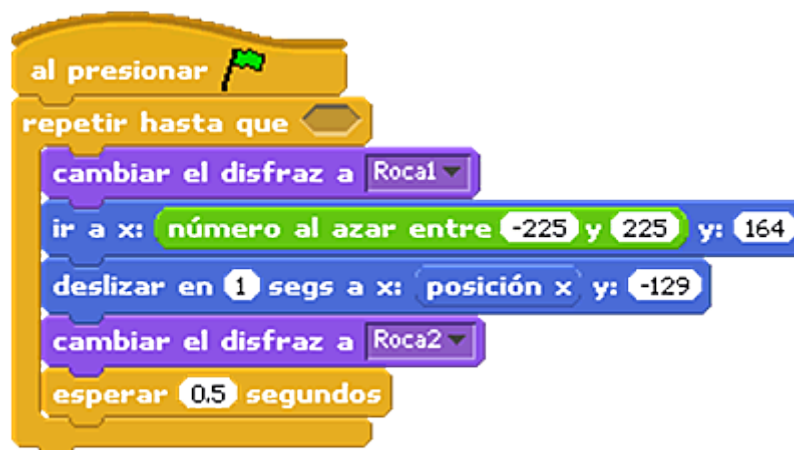 al presionar
repetir hasta que
cambiar el disfraz a Roca1
ir a x: número al azar entre -225 y 225 y: 164
deslizar en 1 segs a x: posición x y: -129
cambiar el disfraz a Roca2
esperar 0.5 segundos